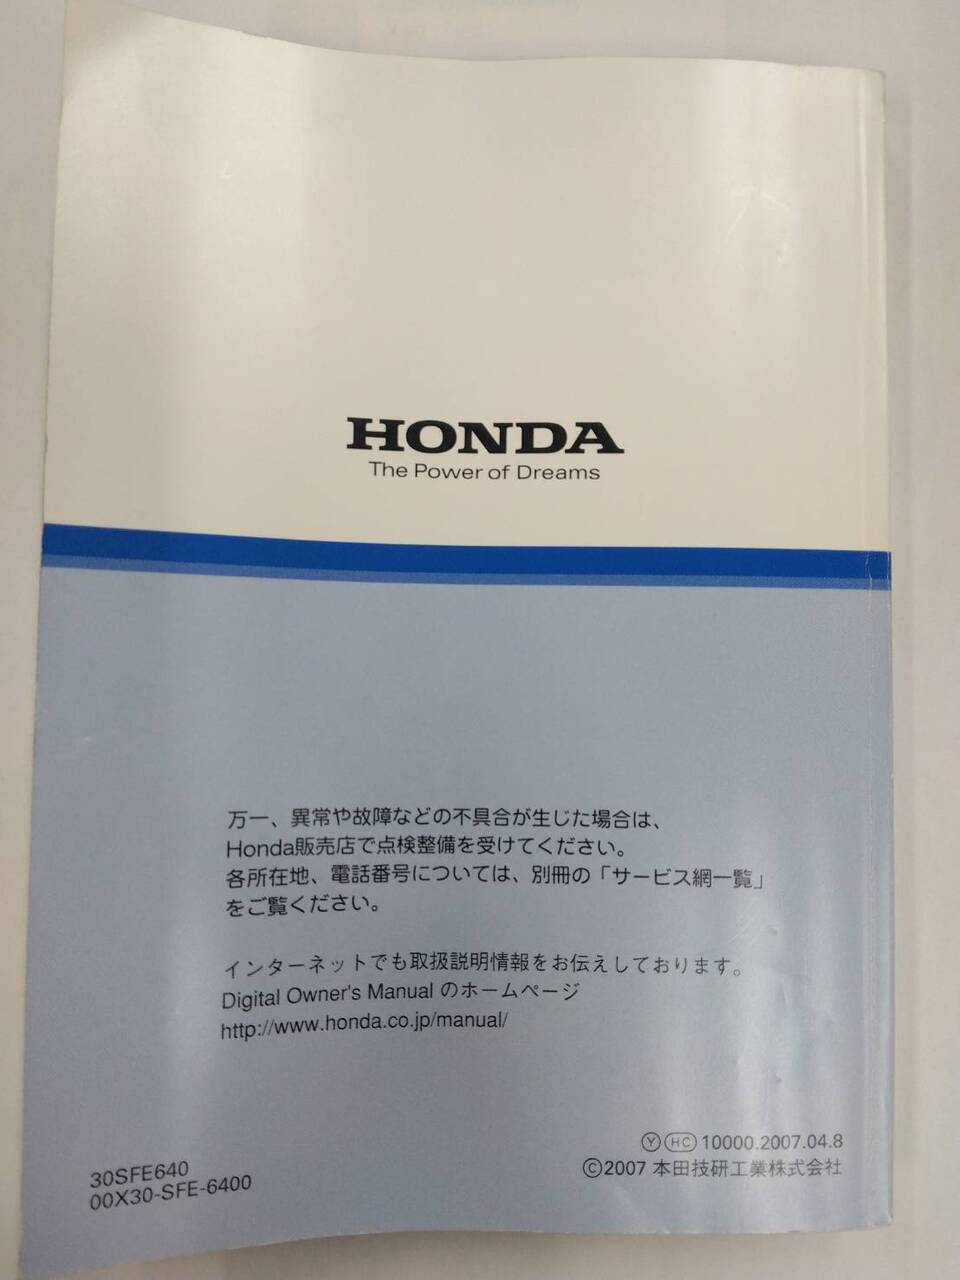 HONDA
The Power of Dreams
万一、異常や故障などの不具合が生じた場合は、
Honda販売店で点検整備を受けてください。
各所在地、電話番号については、別冊の「サービス網一覧」
をご覧ください。
インターネットでも取扱説明情報をお伝えしております。
Digital Owner's Manual のホームページ
http://www.honda.co.jp/manual/
Ⓨ HC 10000.2007.04.8
©2007 本田技研工業株式会社
30SFE640
00X30-SFE-6400